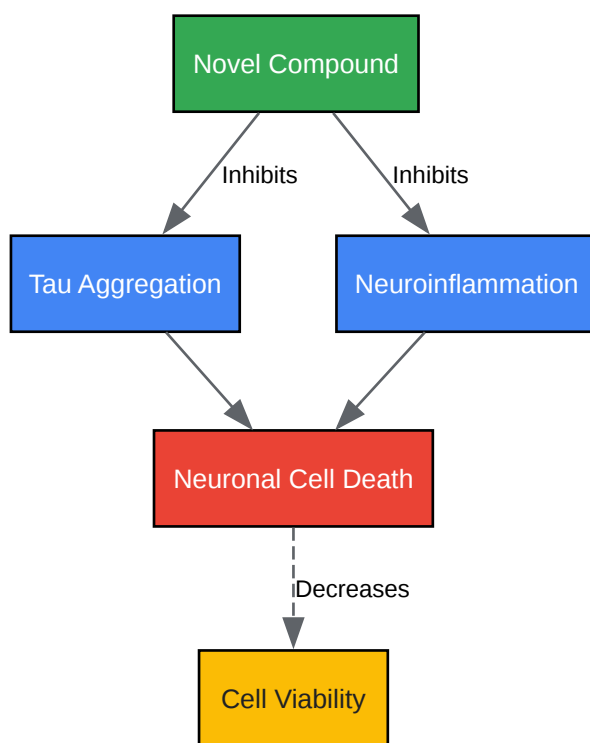 Novel Compound
Inhibits
Inhibits
Tau Aggregation
Neuroinflammation
Neuronal Cell Death
Decreases
Cell Viability